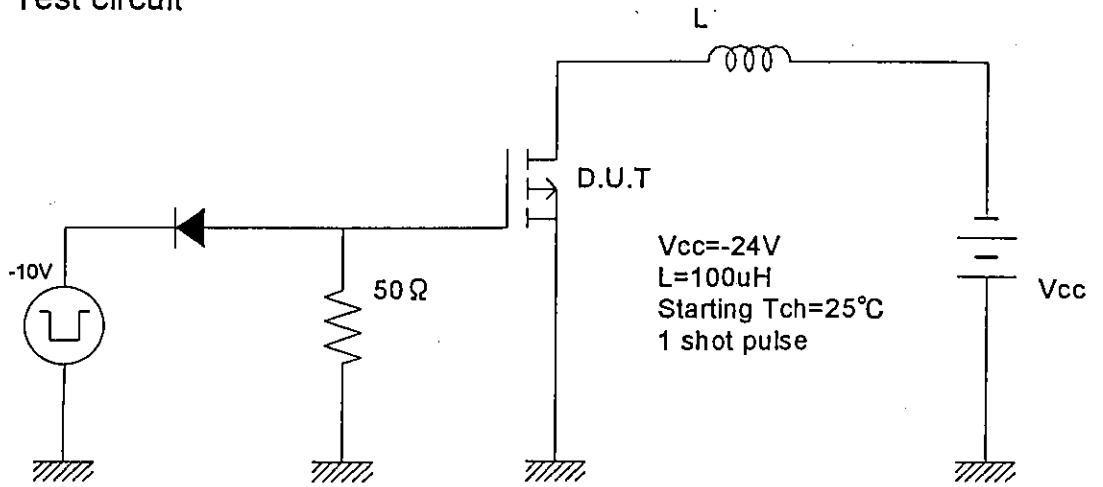 Test circuit
L
D.U.T
-10V
50Ω
Vcc=-24V
L=100uH
Starting Tch=25°C
1 shot pulse
Vcc